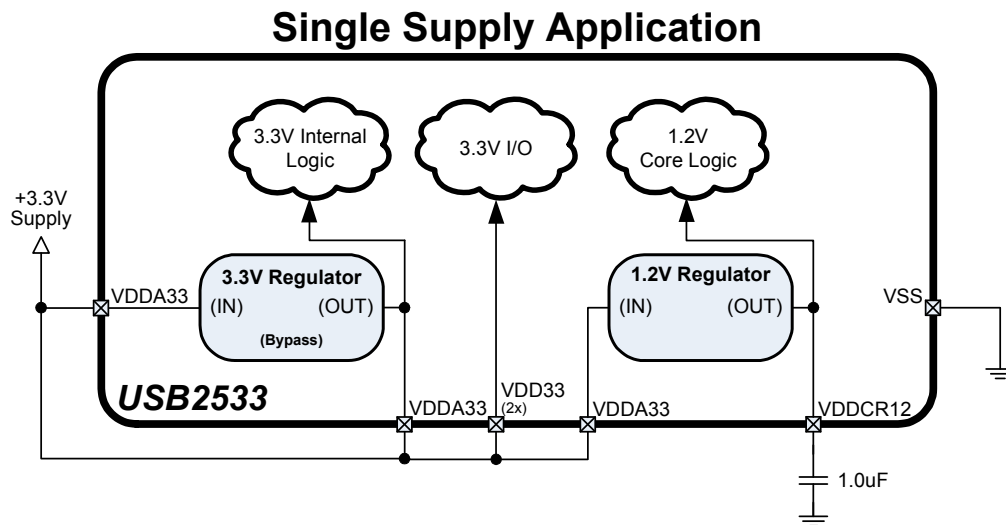 Single Supply Application
3.3V Internal
Logic
3.3V I/O
1.2V
Core Logic
+3.3V
Supply
VDDA33
3.3V Regulator
(IN)
(OUT)
(Bypass)
1.2V Regulator
(IN)
(OUT)
VSS
USB2533
VDDA33
VDD33
(2x)
VDDA33
VDDCR12
1.0uF